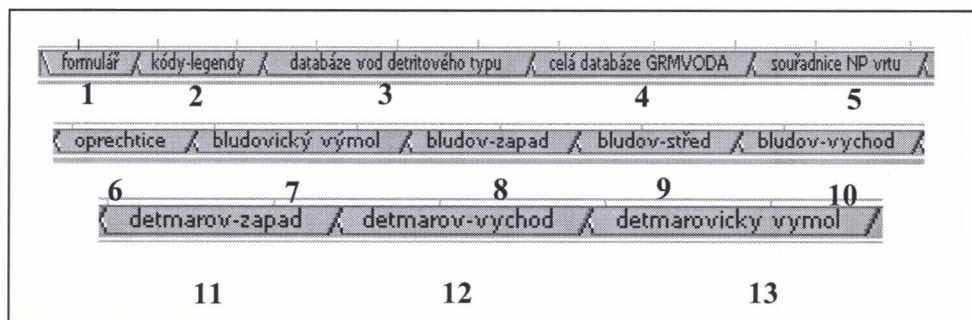 formulář kódy-legendy databáze vod detritového typu celá databáze GRMVODA souřadnice NP vrtu
1 2 3 4 5
oprechtice bludovický výmol bludov-zapad bludov-střed bludov-vychod
6 7 8 9 10
detmarov-zapad detmarov-vychod detmarovicky vymol
11 12 13